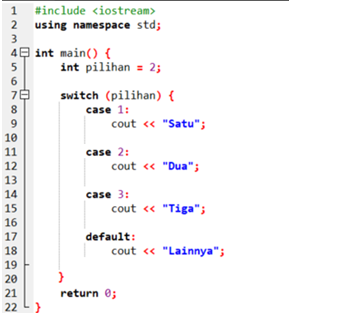 1 #include <iostream>
2 using namespace std;
3
4 int main() {
5     int pilihan = 2;
6
7     switch (pilihan) {
8         case 1:
9             cout << "Satu";
10
11         case 2:
12             cout << "Dua";
13
14         case 3:
15             cout << "Tiga";
16
17         default:
18             cout << "Lainnya";
19
20     }
21     return 0;
22 }